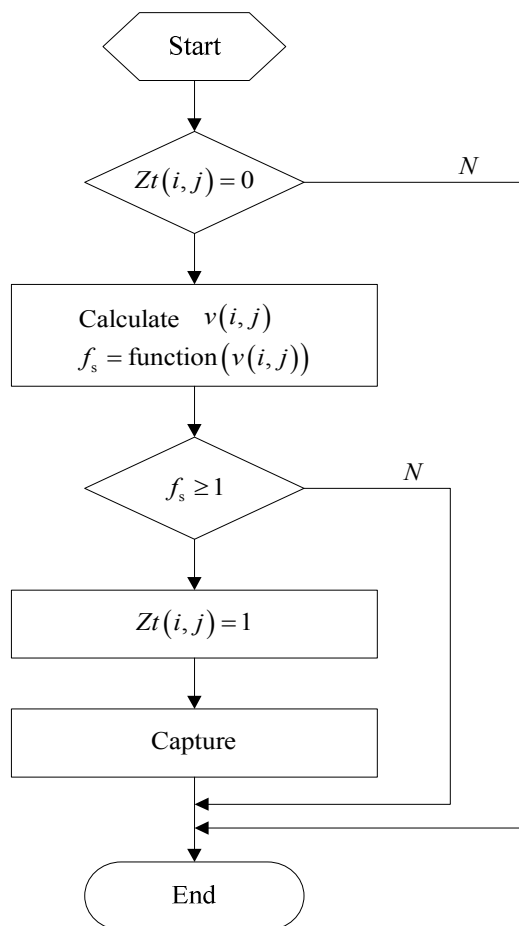 Start
Zt(i, j) = 0
N
Calculate v(i, j)
fₛ = function(v(i, j))
fₛ ≥ 1
N
Zt(i, j) = 1
Capture
End